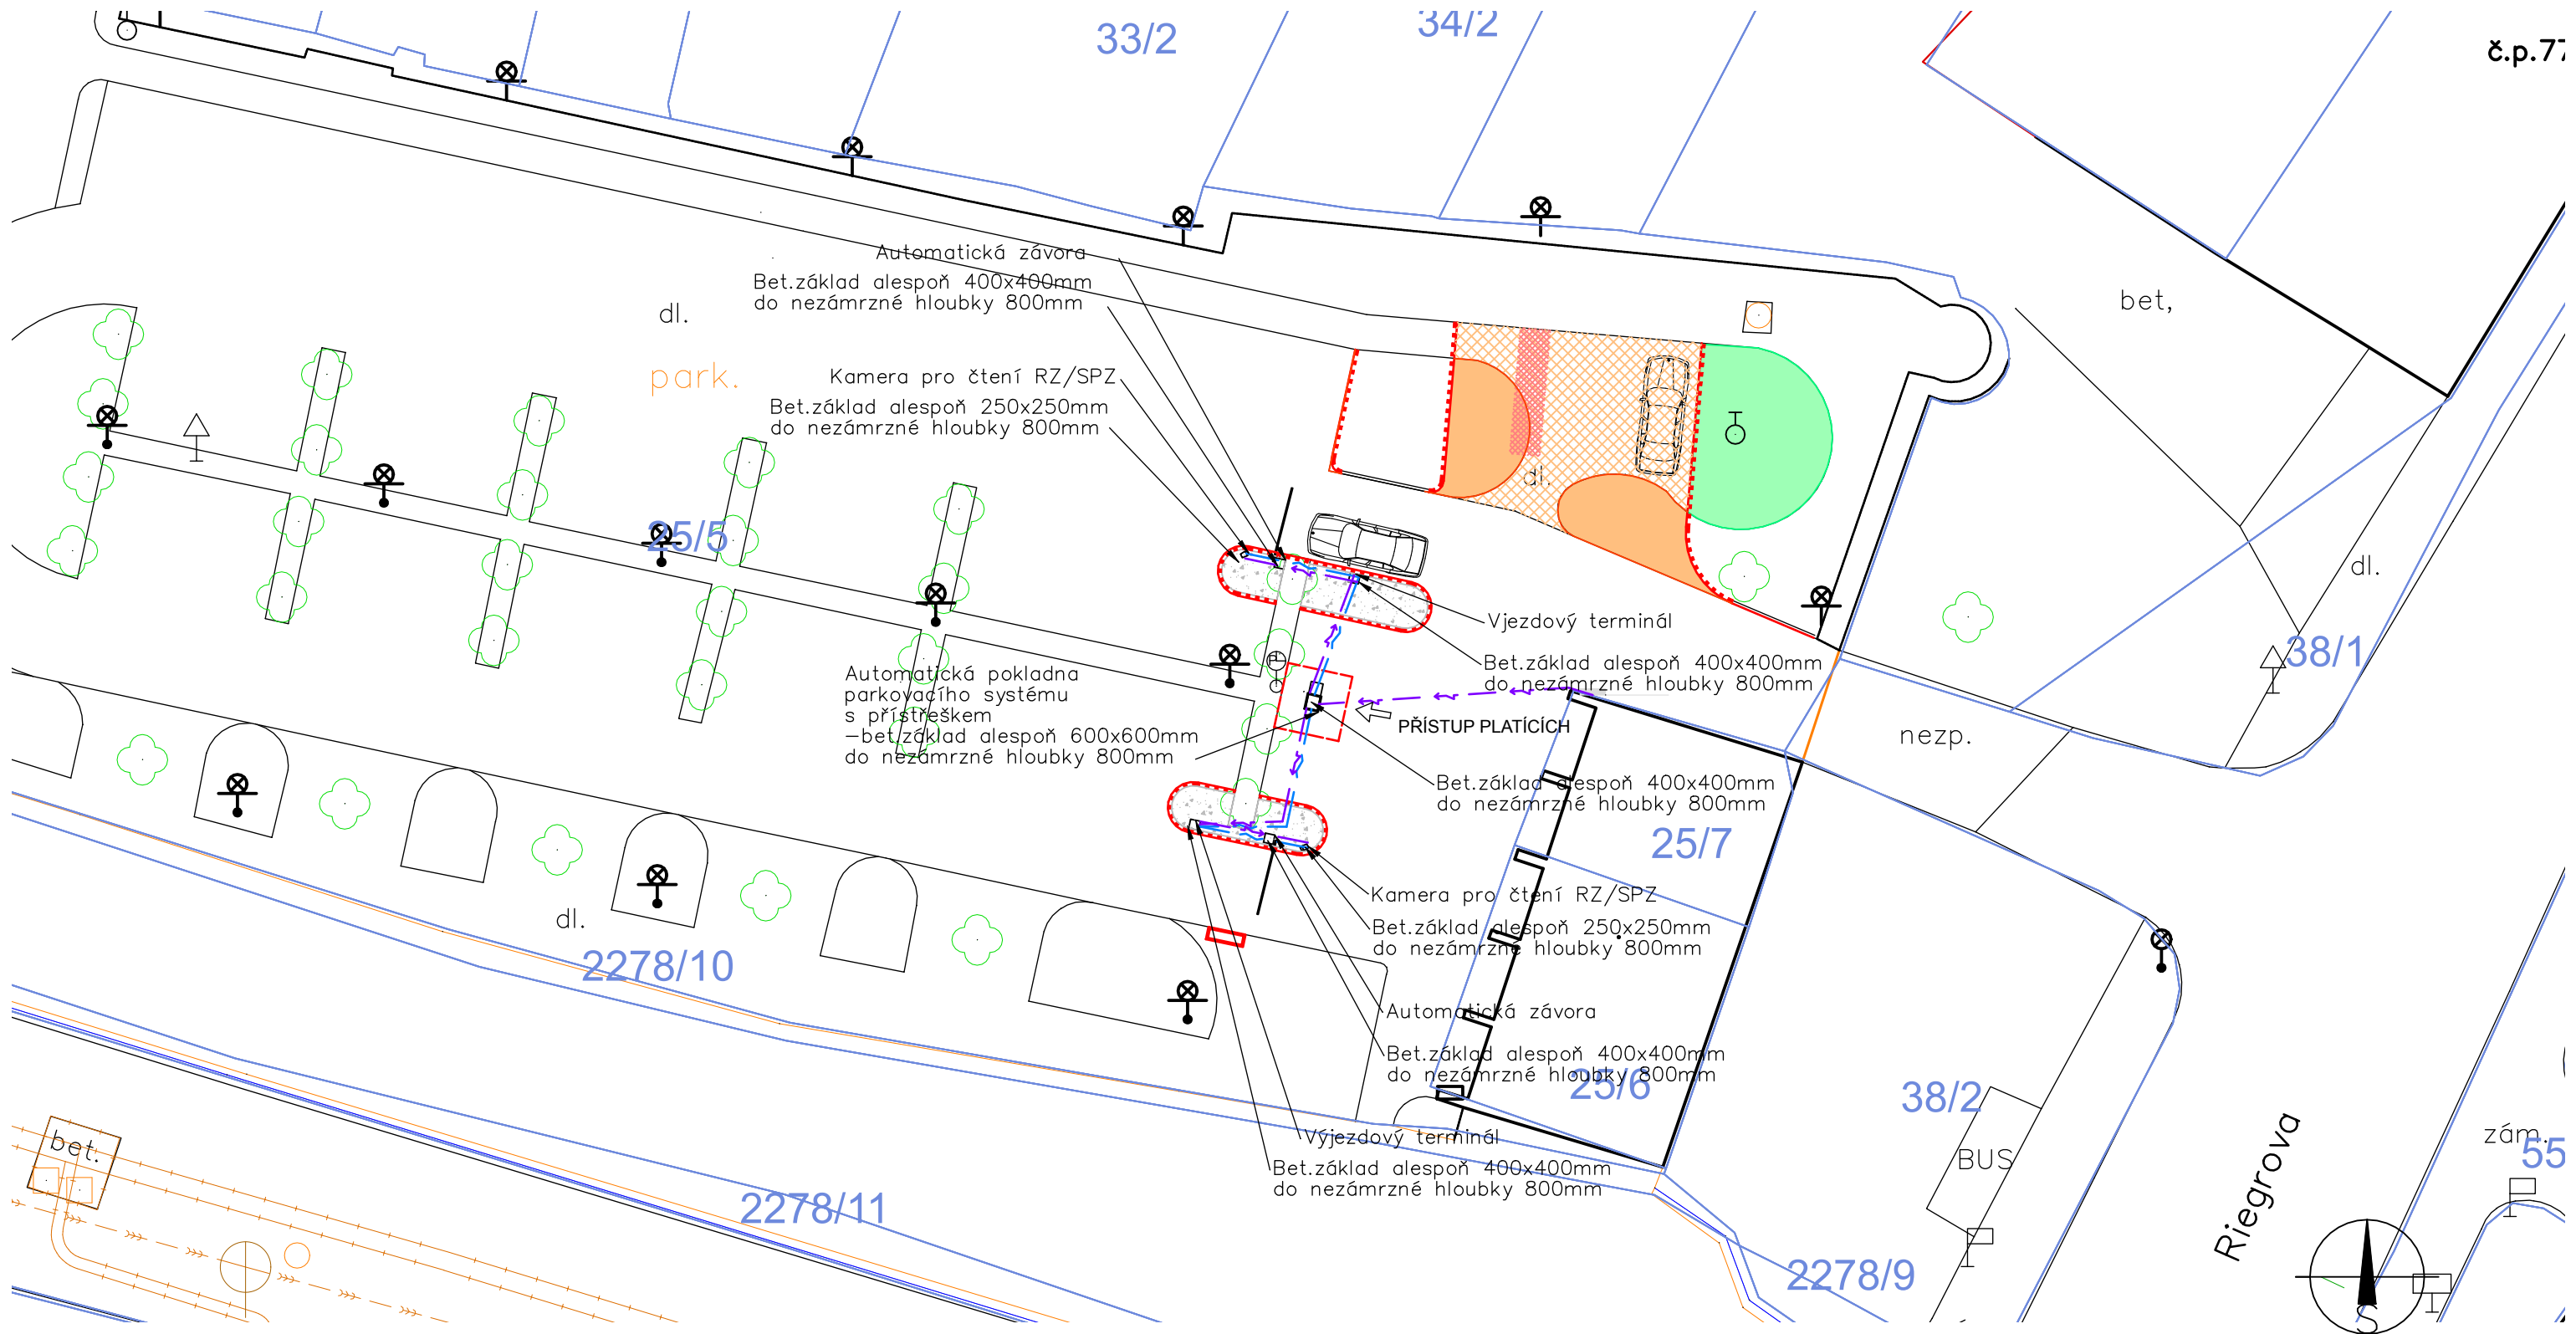 33/2
34/2
č.p.77
Automatická závora
Bet.základ alespoň 400x400mm
do nezámrzné hloubky 800mm
dl.
park.
Kamera pro čtení RZ/SPZ
Bet.základ alespoň 250x250mm
do nezámrzné hloubky 800mm
bet,
dl.
25/5
dl.
Vjezdový terminál
Bet.základ alespoň 400x400mm
do nezámrzné hloubky 800mm
38/1
Automatická pokladna
parkovacího systému
s přístřeškem
–bet.základ alespoň 600x600mm
do nezámrzné hloubky 800mm
PŘÍSTUP PLATÍCÍCH
nezp.
Bet.základ alespoň 400x400mm
do nezámrzné hloubky 800mm
25/7
Kamera pro čtení RZ/SPZ
Bet.základ alespoň 250x250mm
do nezámrzné hloubky 800mm
dl.
2278/10
Automatická závora
Bet.základ alespoň 400x400mm
do nezámrzné hloubky 800mm
25/6
38/2
Výjezdový terminál
Bet.základ alespoň 400x400mm
do nezámrzné hloubky 800mm
bet.
2278/11
BUS
Riegrova
zám.
55
2278/9
S